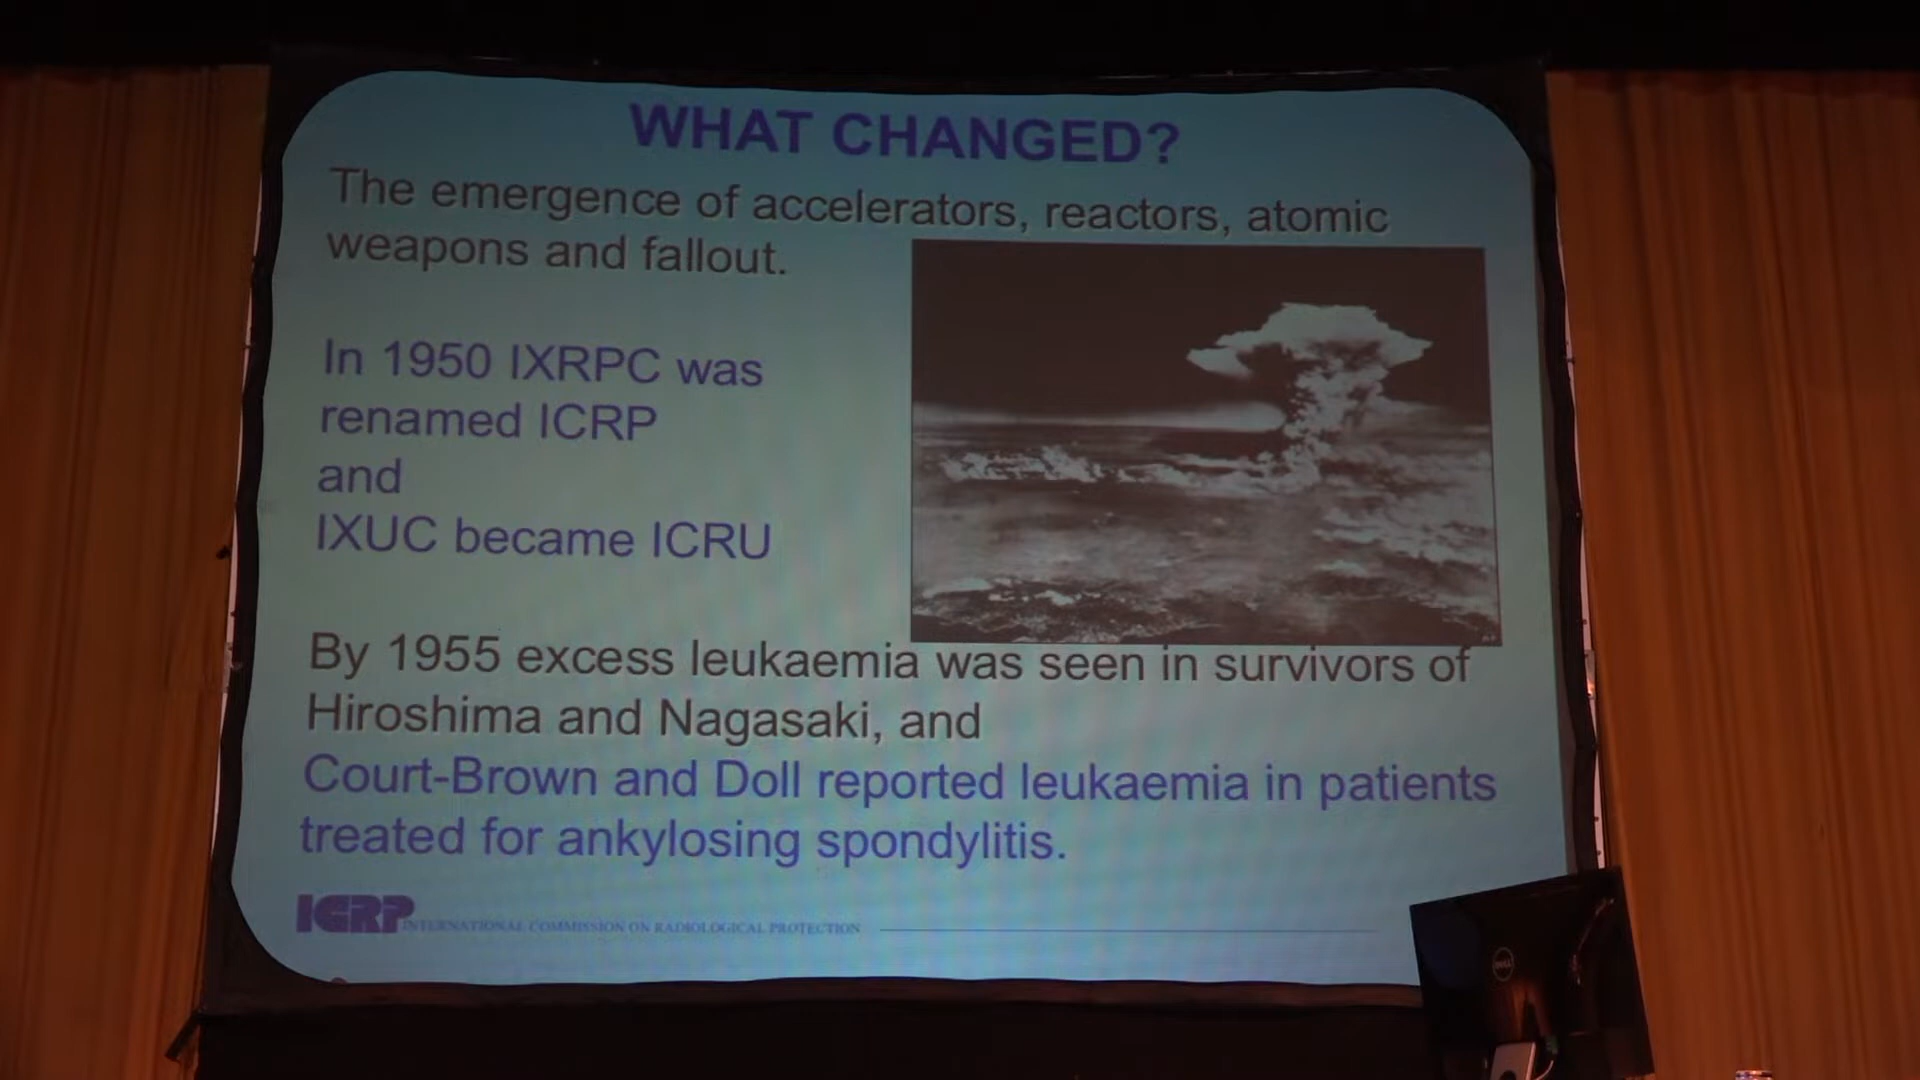 WHAT CHANGED?
The emergence of accelerators, reactors, atomic
weapons and fallout.
In 1950 IXRPC was
renamed ICRP
and
IXUC became ICRU
By 1955 excess leukaemia was seen in survivors of
Hiroshima and Nagasaki, and
Court-Brown and Doll reported leukaemia in patients
treated for ankylosing spondylitis.
ICRP INTERNATIONAL COMMISSION ON RADIOLOGICAL PROTECTION
DELL